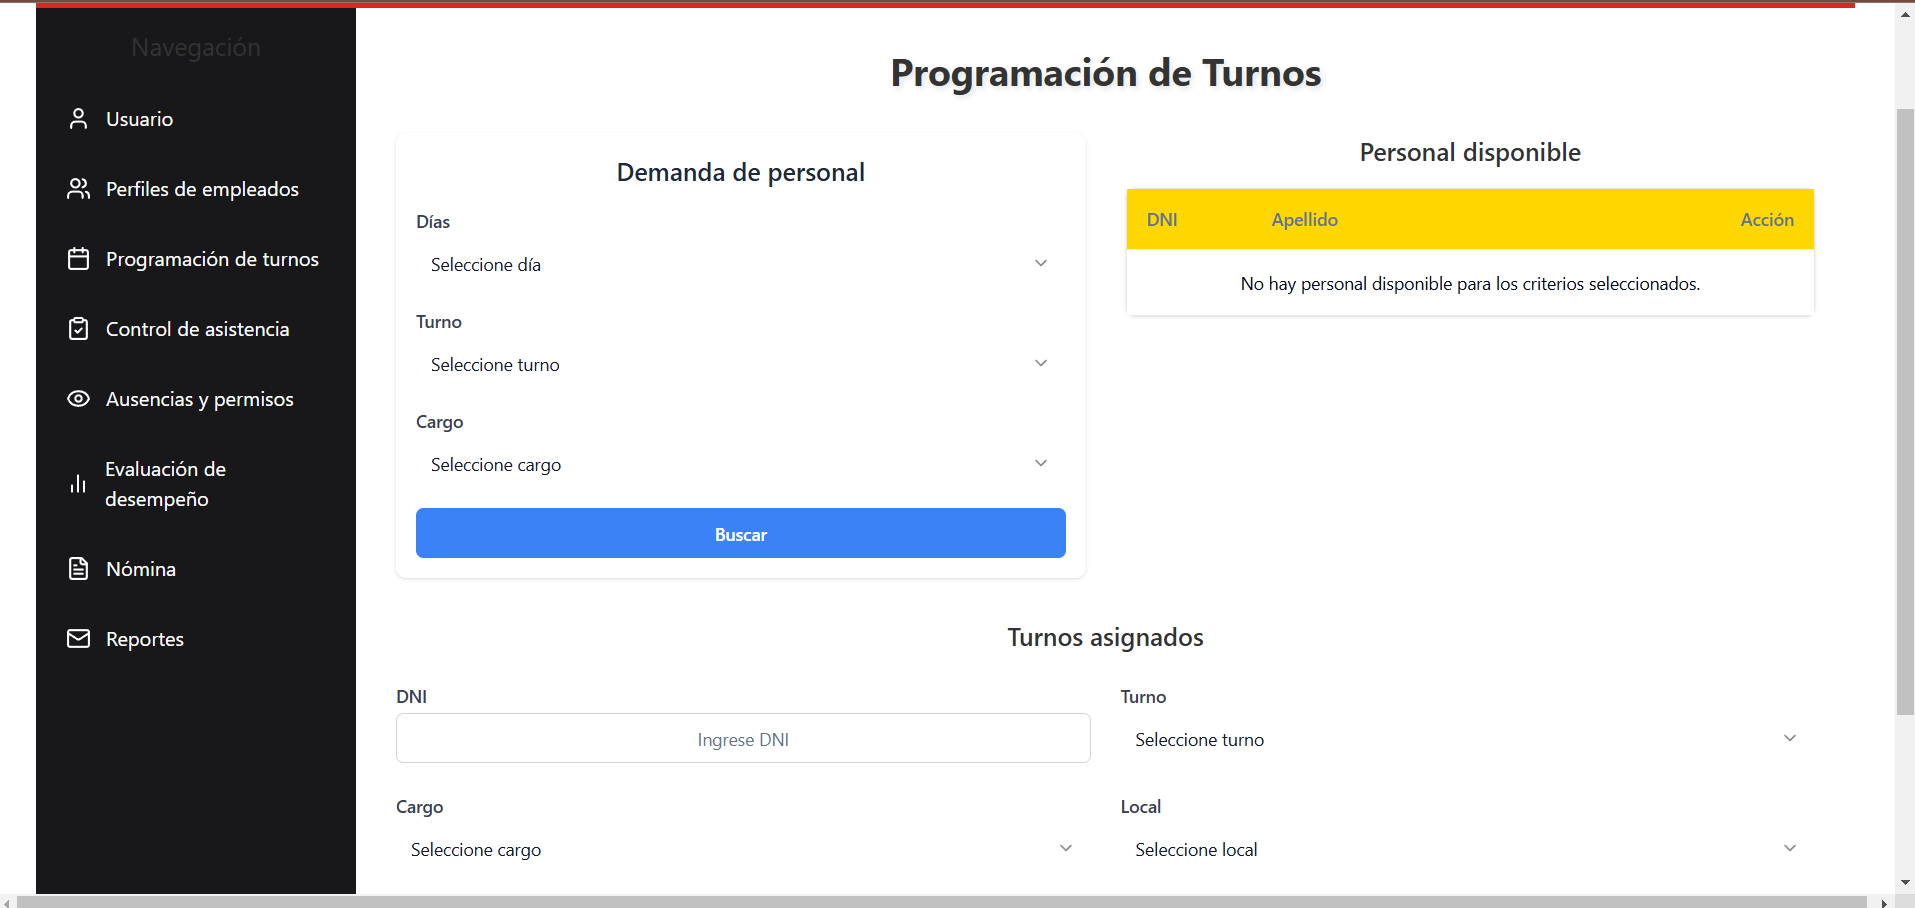 Navegación
Usuario
Perfiles de empleados
Programación de turnos
Control de asistencia
Ausencias y permisos
Evaluación de
desempeño
Nómina
Reportes
Programación de Turnos
Demanda de personal
Días
Seleccione día
Turno
Seleccione turno
Cargo
Seleccione cargo
Buscar
Personal disponible
DNI Apellido Acción
No hay personal disponible para los criterios seleccionados.
Turnos asignados
DNI
Ingrese DNI
Turno
Seleccione turno
Cargo
Seleccione cargo
Local
Seleccione local